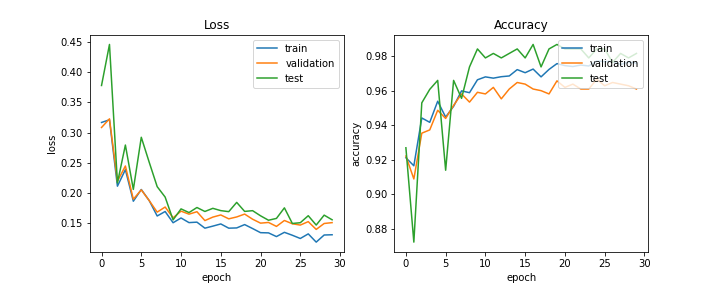 Loss
loss
0.45
0.40
0.35
0.30
0.25
0.20
0.15
0
5
10
15
20
25
30
epoch
train
validation
test
Accuracy
accuracy
0.98
0.96
0.94
0.92
0.90
0.88
0
5
10
15
20
25
30
epoch
train
validation
test